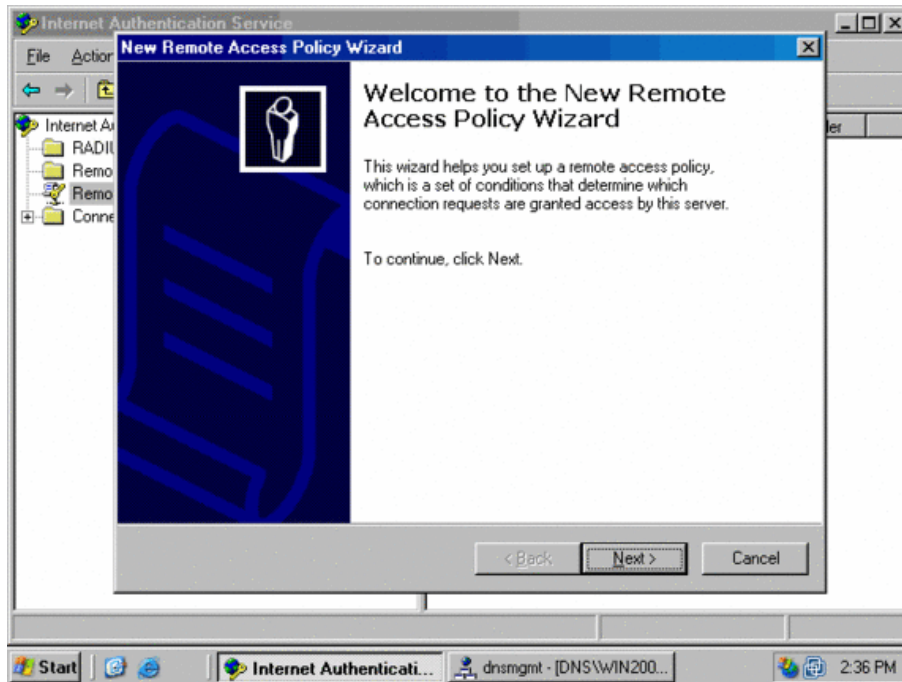 Internet Authentication Service
File Action
New Remote Access Policy Wizard
Internet Au
RADIU
Remo
Remo
Conne
Welcome to the New Remote
Access Policy Wizard
This wizard helps you set up a remote access policy,
which is a set of conditions that determine which
connection requests are granted access by this server.
To continue, click Next.
< Back
Next >
Cancel
Start
Internet Authenticati...
dnsmgmt - [DNS\WIN200...
2:36 PM